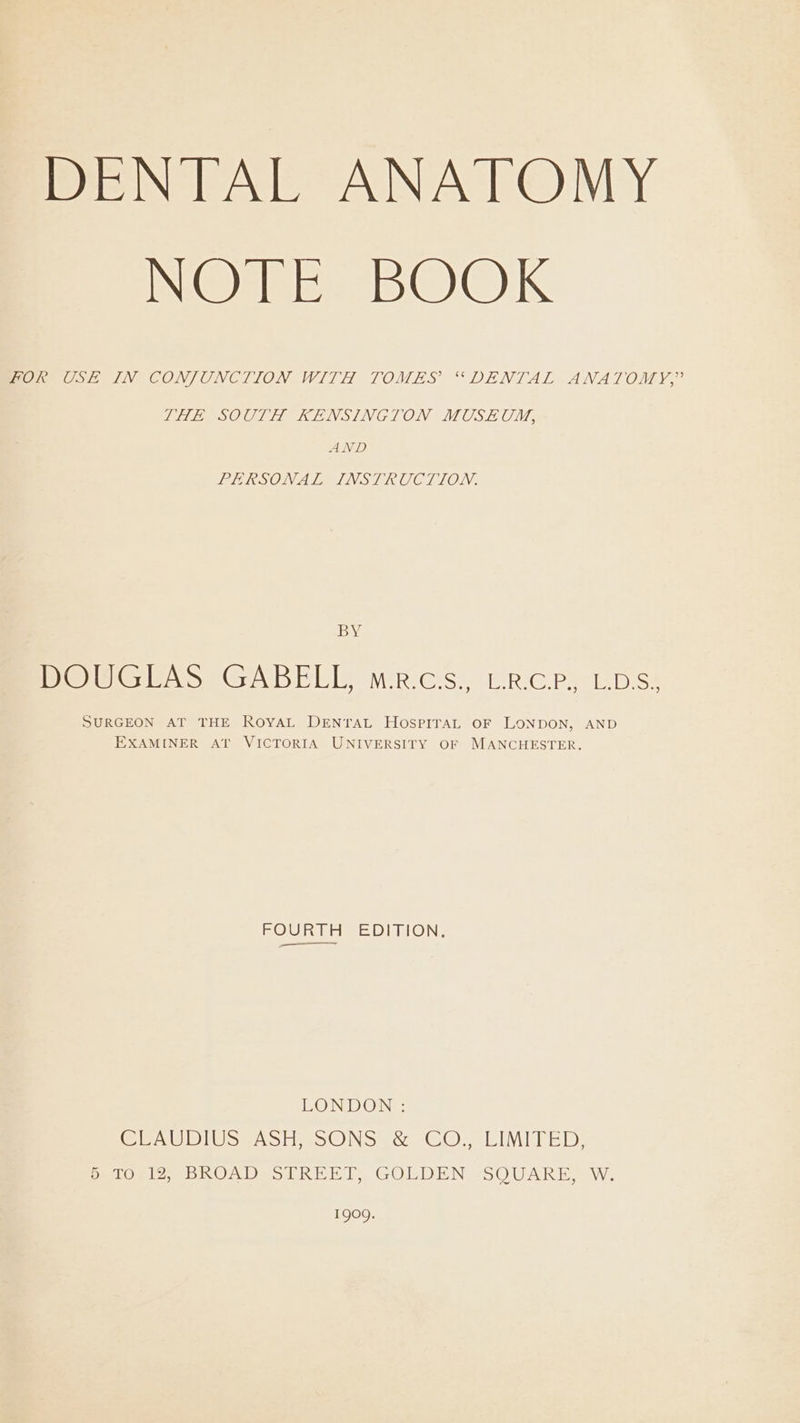 DENTAL ANATOMY
NOTE BOOK
FOR USE IN CONJUNCTION WITH TOMES' “DENTAL ANATOMY,”
THE SOUTH KENSINGTON MUSEUM,
AND
PERSONAL INSTRUCTION.
BY
DOUGLAS GABELL, M.R.C.S., L.R.C.P., L.D.S.,
SURGEON AT THE ROYAL DENTAL HOSPITAL OF LONDON, AND
EXAMINER AT VICTORIA UNIVERSITY OF MANCHESTER.
FOURTH EDITION.
LONDON:
CLAUDIUS ASH, SONS & CO., LIMITED,
5 TO 12, BROAD STREET, GOLDEN SQUARE, W.
1909.